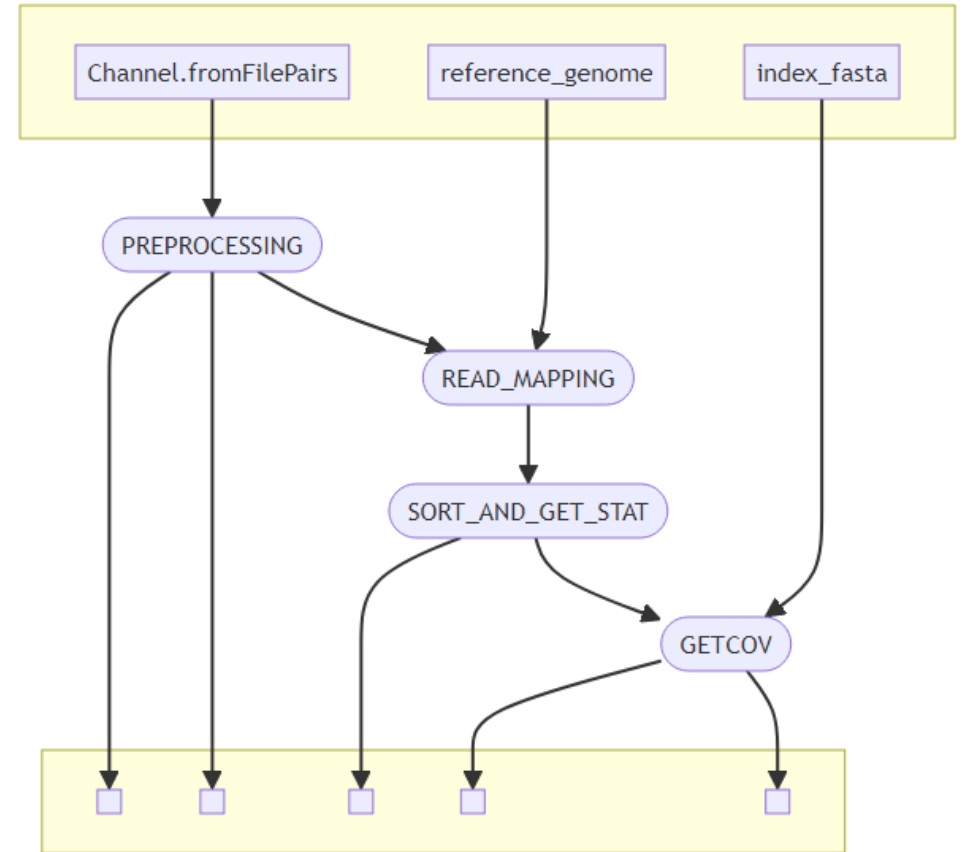 Channel.fromFilePairs
reference_genome
index_fasta
PREPROCESSING
READ_MAPPING
SORT_AND_GET_STAT
GETCOV